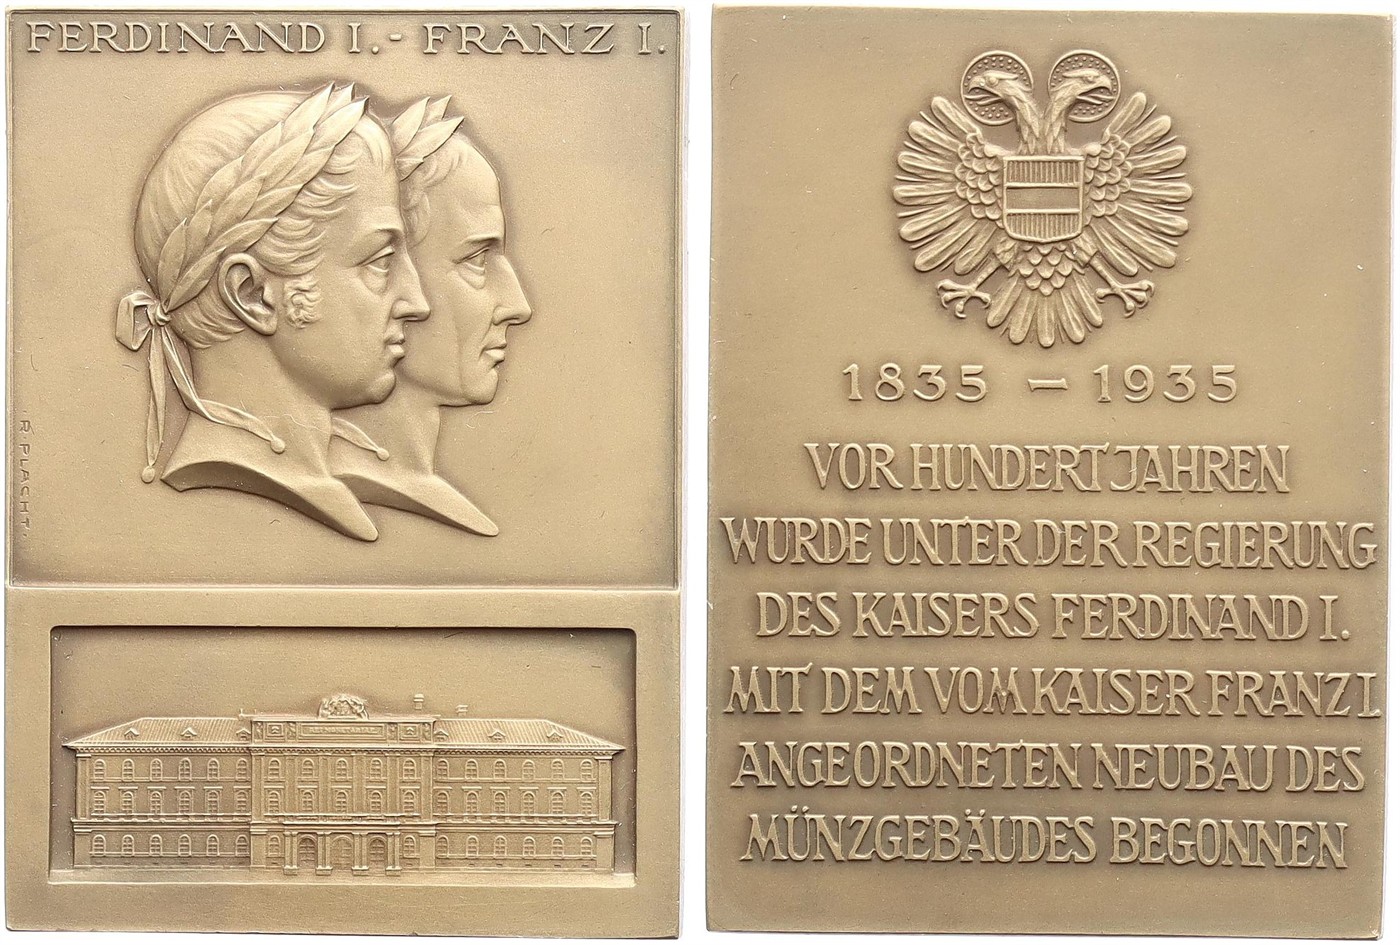 FERDINAND I. - FRANZ I.
R. PLACHT.
1835 - 1935
VOR HUNDERT JAHREN
WURDE UNTER DER REGIERUNG
DES KAISERS FERDINAND I.
MIT DEM VOM KAISER FRANZ I.
ANGEORDNETEN NEUBAU DES
MÜNZGEBÄUDES BEGONNEN